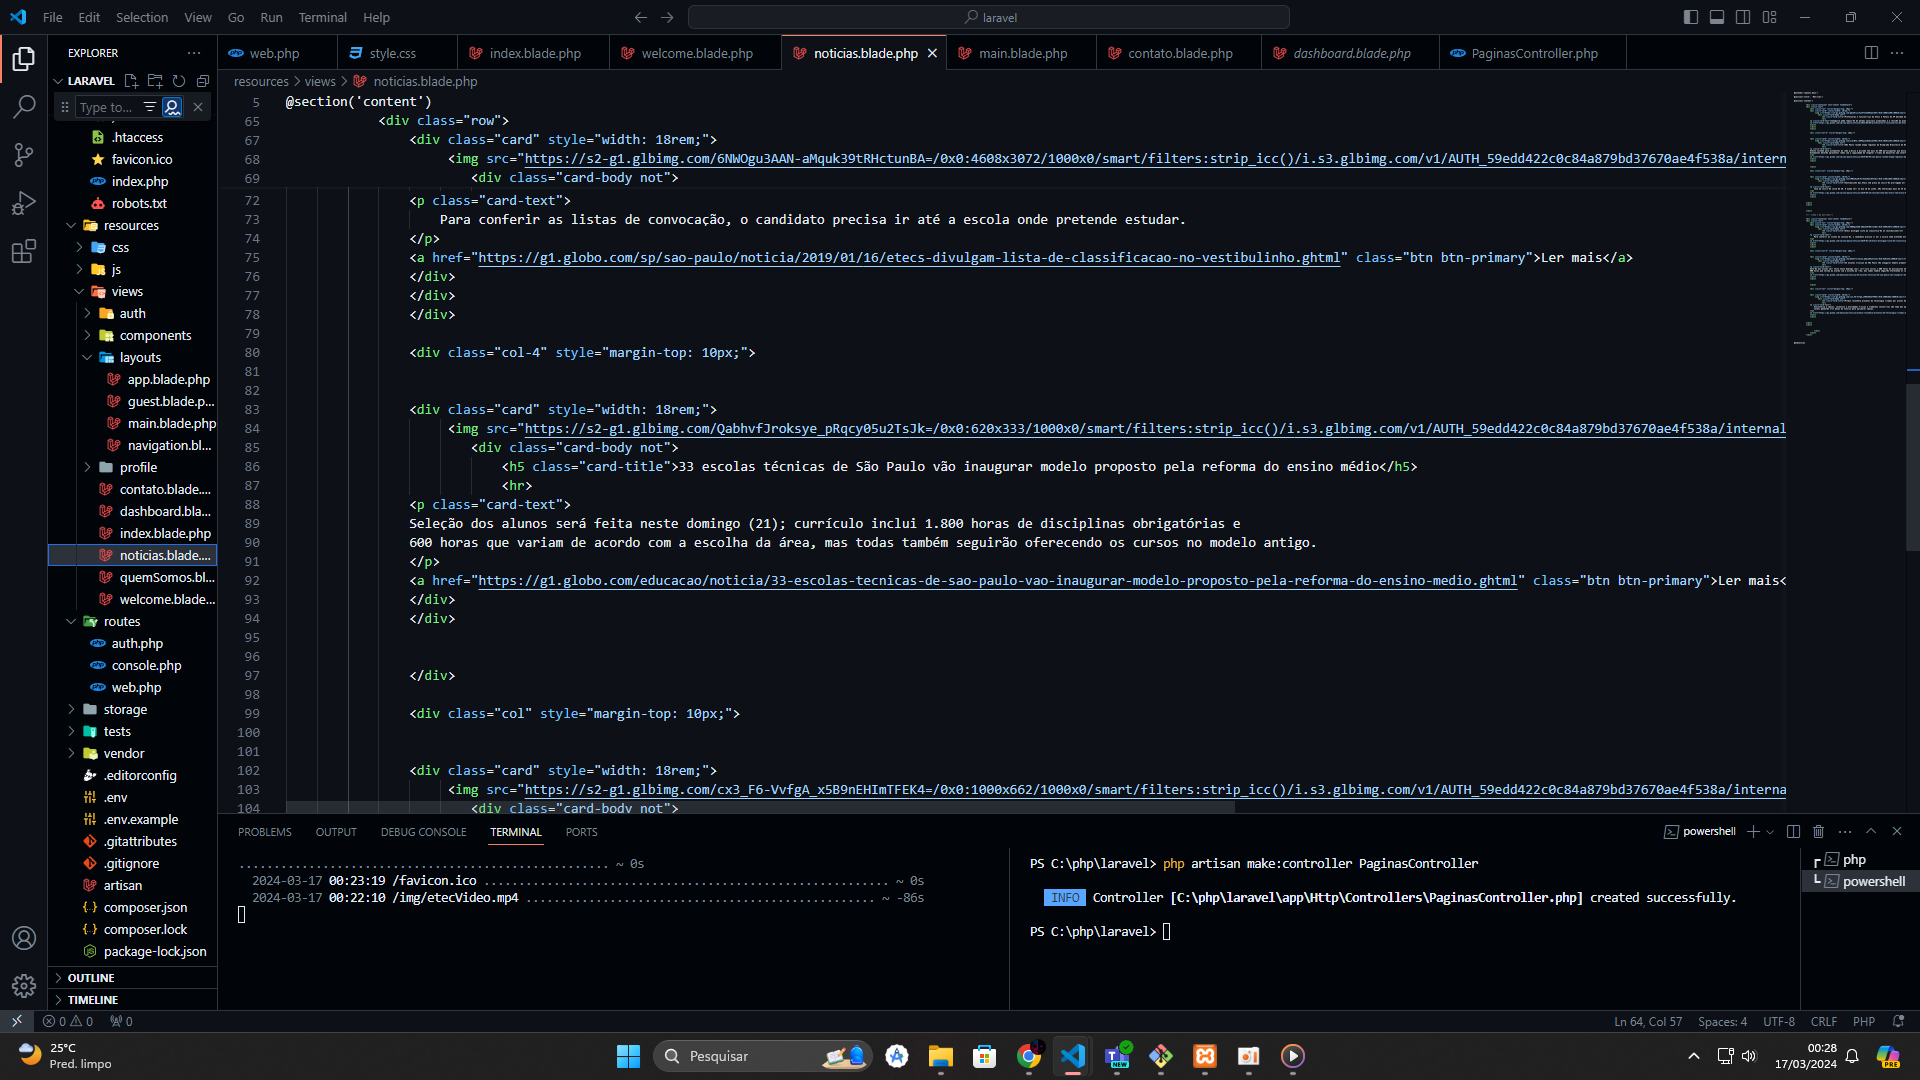 File Edit Selection View Go Run Terminal Help
laravel
EXPLORER
LARAVEL
Type to...
.htaccess
favicon.ico
index.php
robots.txt
resources
css
js
views
auth
components
layouts
app.blade.php
guest.blade.p...
main.blade.php
navigation.bl...
profile
contato.blade....
dashboard.bla...
index.blade.php
noticias.blade....
quemSomos.bl...
welcome.blade...
routes
auth.php
console.php
web.php
storage
tests
vendor
.editorconfig
.env
.env.example
.gitattributes
.gitignore
artisan
composer.json
composer.lock
package-lock.json
OUTLINE
TIMELINE
web.php style.css index.blade.php welcome.blade.php noticias.blade.php main.blade.php contato.blade.php dashboard.blade.php PaginasController.php
resources > views > noticias.blade.php
5 @section('content')
65 <div class="row">
67 <div class="card" style="width: 18rem;">
68 <img src="https://s2-g1.glbimg.com/6NWOgu3AAN-aMquk39tRHctunBA=/0x0:4608x3072/1000x0/smart/filters:strip_icc()/i.s3.glbimg.com/v1/AUTH_59edd422c0c84a879bd37670ae4f538a/intern
69 <div class="card-body not">
72 <p class="card-text">
73 Para conferir as listas de convocação, o candidato precisa ir até a escola onde pretende estudar.
74 </p>
75 <a href="https://g1.globo.com/sp/sao-paulo/noticia/2019/01/16/etecs-divulgam-lista-de-classificacao-no-vestibulinho.ghtml" class="btn btn-primary">Ler mais</a>
76 </div>
77 </div>
78 </div>
79
80 <div class="col-4" style="margin-top: 10px;">
81
82
83 <div class="card" style="width: 18rem;">
84 <img src="https://s2-g1.glbimg.com/QabhvfJroksye_pRqcy05u2TsJk=/0x0:620x333/1000x0/smart/filters:strip_icc()/i.s3.glbimg.com/v1/AUTH_59edd422c0c84a879bd37670ae4f538a/internal
85 <div class="card-body not">
86 <h5 class="card-title">33 escolas técnicas de São Paulo vão inaugurar modelo proposto pela reforma do ensino médio</h5>
87 <hr>
88 <p class="card-text">
89 Seleção dos alunos será feita neste domingo (21); currículo inclui 1.800 horas de disciplinas obrigatórias e
90 600 horas que variam de acordo com a escolha da área, mas todas também seguirão oferecendo os cursos no modelo antigo.
91 </p>
92 <a href="https://g1.globo.com/educacao/noticia/33-escolas-tecnicas-de-sao-paulo-vao-inaugurar-modelo-proposto-pela-reforma-do-ensino-medio.ghtml" class="btn btn-primary">Ler mais<
93 </div>
94 </div>
95
96
97 </div>
98
99 <div class="col" style="margin-top: 10px;">
100
101
102 <div class="card" style="width: 18rem;">
103 <img src="https://s2-g1.glbimg.com/cx3_F6-VvfgA_x5B9nEHImTFEK4=/0x0:1000x662/1000x0/smart/filters:strip_icc()/i.s3.glbimg.com/v1/AUTH_59edd422c0c84a879bd37670ae4f538a/interna
104 <div class="card-body not">
PROBLEMS OUTPUT DEBUG CONSOLE TERMINAL PORTS
powershell
................................................ ~ 0s
2024-03-17 00:23:19 /favicon.ico ..................................................... ~ 0s
2024-03-17 00:22:10 /img/etecVideo.mp4 .............................................. ~ -86s
PS C:\php\laravel> php artisan make:controller PaginasController
INFO Controller [C:\php\laravel\app\Http\Controllers\PaginasController.php] created successfully.
PS C:\php\laravel>
php
powershell
0 0 0
Ln 64, Col 57 Spaces: 4 UTF-8 CRLF PHP
25°C
Pred. limpo
Pesquisar
NEW
00:28
17/03/2024
PRE